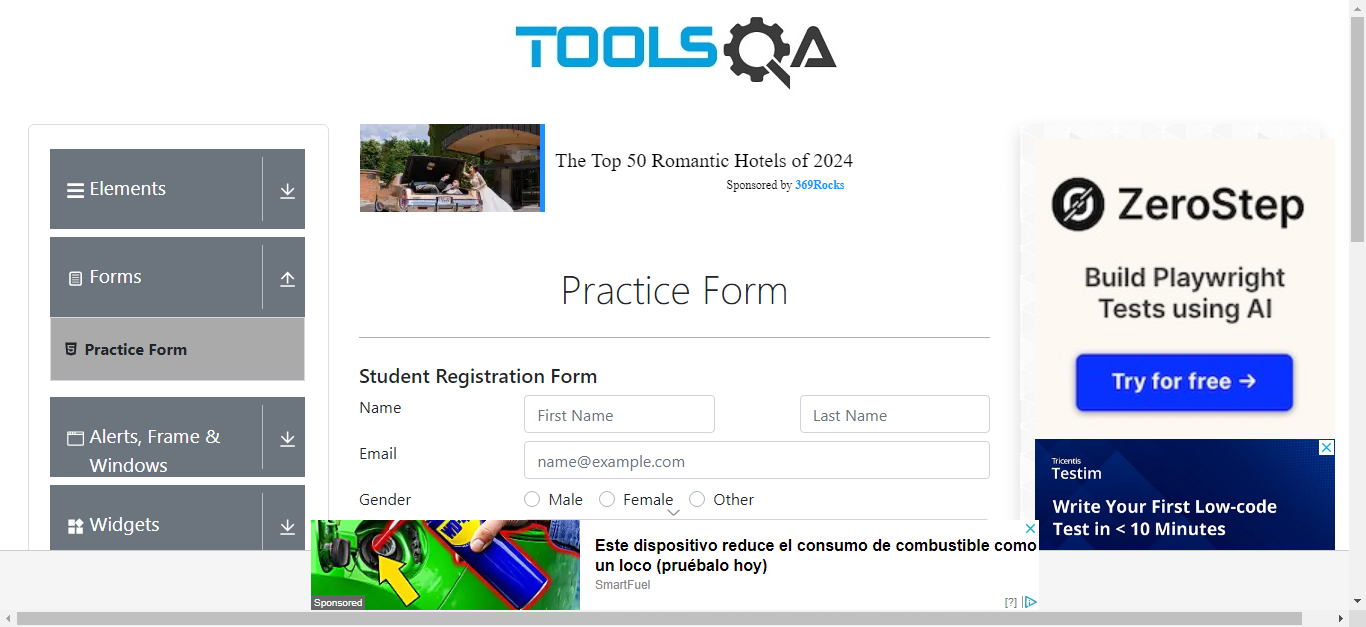 TOOLSQA
Elements
Forms
Practice Form
Alerts, Frame &
Windows
Widgets
The Top 50 Romantic Hotels of 2024
Sponsored by 369Rocks
Practice Form
Student Registration Form
Name
First Name
Last Name
Email
name@example.com
Gender
Male
Female
Other
ZeroStep
Build Playwright
Tests using AI
Try for free →
Tricentis
Testim
Write Your First Low-code
Test in < 10 Minutes
Sponsored
Este dispositivo reduce el consumo de combustible como
un loco (pruébalo hoy)
SmartFuel
[?]